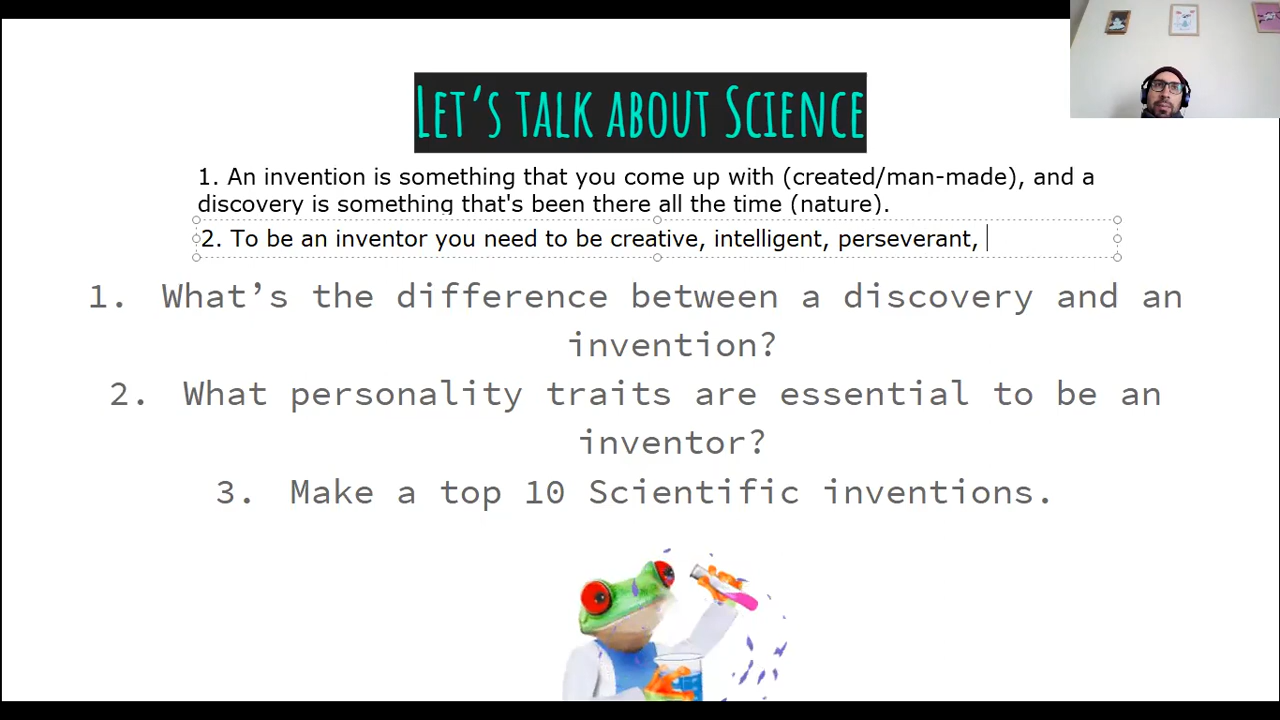 Let's talk about Science
1. An invention is something that you come up with (created/man-made), and a
discovery is something that's been there all the time (nature).
2. To be an inventor you need to be creative, intelligent, perseverant,
1. What’s the difference between a discovery and an
invention?
2. What personality traits are essential to be an
inventor?
3. Make a top 10 Scientific inventions.